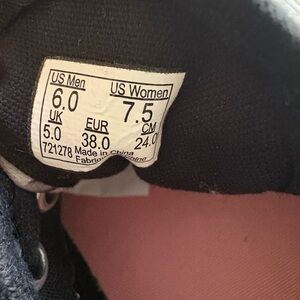 US Men US Women
6.0 7.5
UK EUR CM
5.0 38.0 24.0
721278 Made in China